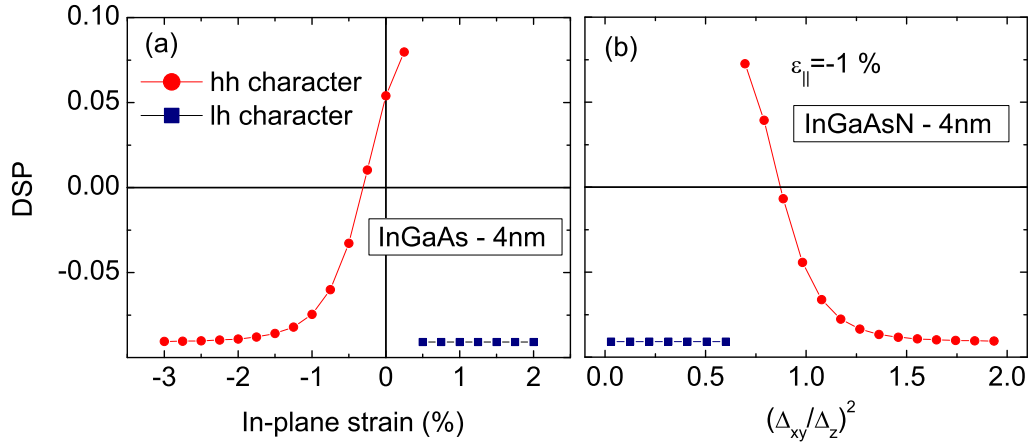 (a)
hh character
lh character
InGaAs - 4nm
DSP
0.10
0.05
0.00
-0.05
-3
-2
-1
0
1
2
In-plane strain (%)
(b)
ε||=-1 %
InGaAsN - 4nm
0.0
0.5
1.0
1.5
2.0
(Δxy/Δz)²